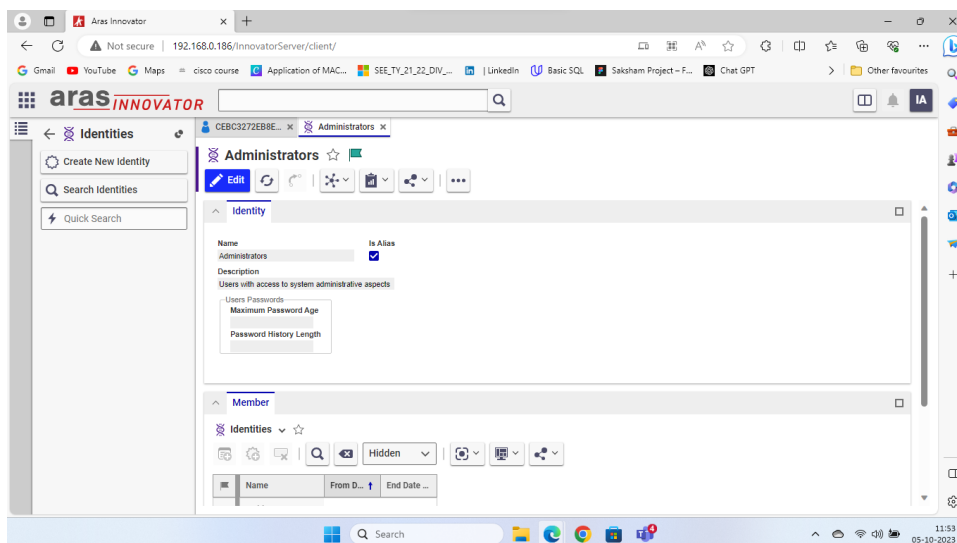 Aras Innovator
Not secure
192.168.0.186/InnovatorServer/client/
Gmail
YouTube
Maps
cisco course
Application of MAC...
SEE_TY_21_22_DIV_...
| LinkedIn
Basic SQL
Saksham Project – F...
Chat GPT
Other favourites
aras INNOVATOR
IA
Identities
CEBC3272EB8E...
Administrators
Create New Identity
Search Identities
Quick Search
Administrators
Edit
Identity
Name
Is Alias
Administrators
Description
Users with access to system administrative aspects
Users Passwords
Maximum Password Age
Password History Length
Member
Identities
Hidden
Name
From D...
End Date ...
Search
4
11:53
05-10-2023